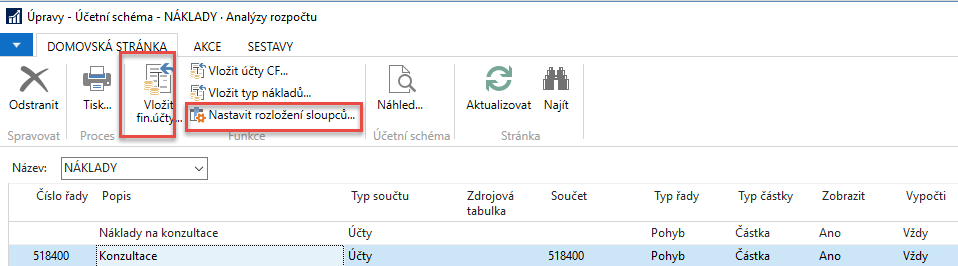 Úpravy - Účetní schéma - NÁKLADY · Analýzy rozpočtu
DOMOVSKÁ STRÁNKA AKCE SESTAVY
Odstranit
Spravovat
Tisk...
Proces
Vložit
fin.účty...
Vložit účty CF...
Vložit typ nákladů...
Nastavit rozložení sloupců...
Funkce
Náhled...
Účetní schéma
Aktualizovat
Najít
Stránka
Název: NÁKLADY
Číslo řady Popis Typ součtu Zdrojová tabulka Součet Typ řady Typ částky Zobrazit Vypočti
Náklady na konzultace Účty Pohyb Částka Ano Vždy
518400 Konzultace Účty 518400 Pohyb Částka Ano Vždy